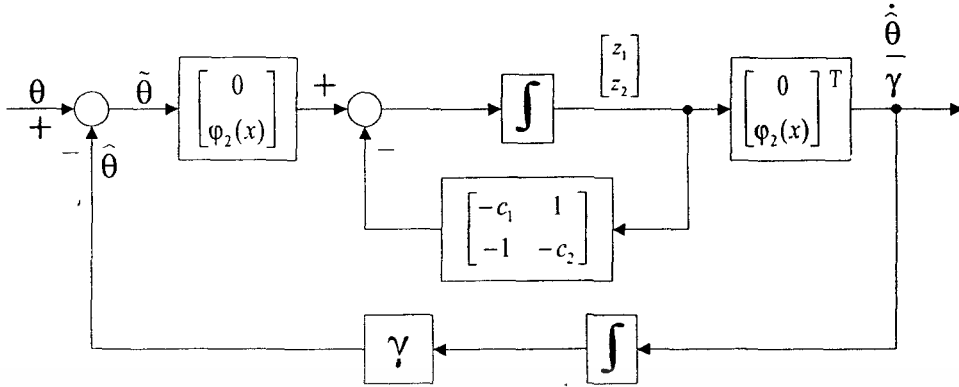 θ
+
−
θ̂
θ̃
[0
φ₂(x)]
+
−
∫
[z₁
z₂]
[0
φ₂(x)]ᵀ
θ̂̇
γ
[−c₁ 1
−1 −c₂]
γ
∫